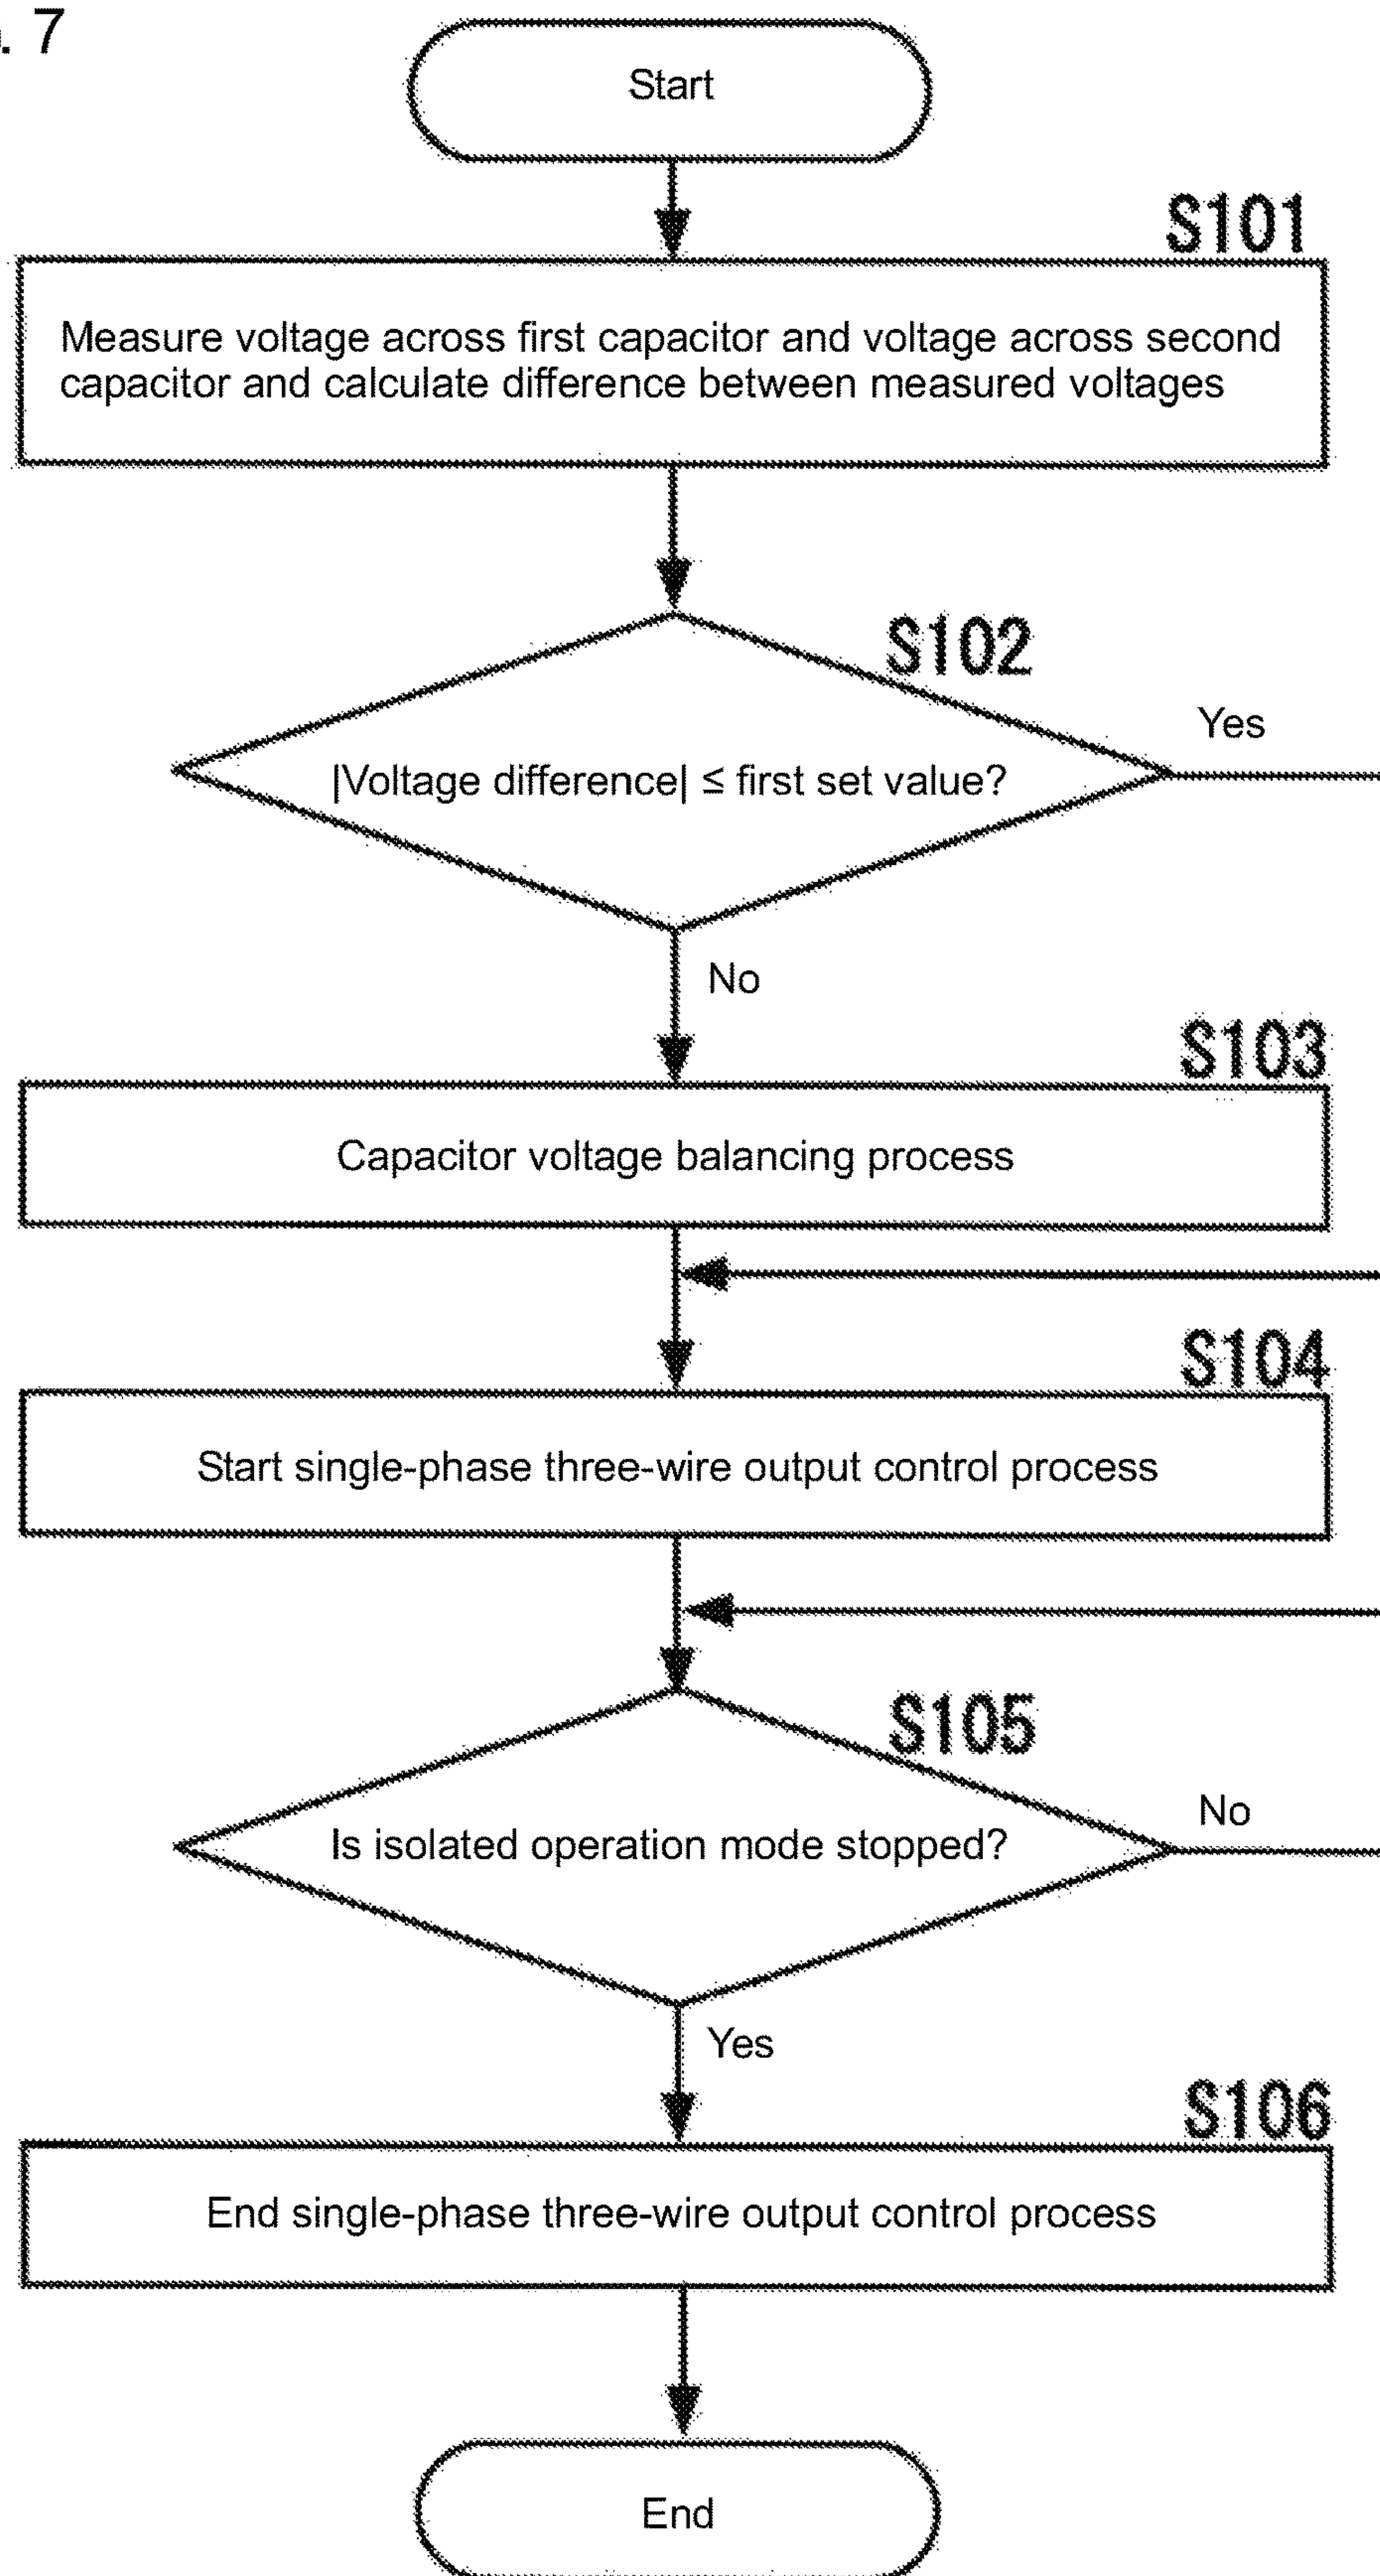 . 7
Start
S101
Measure voltage across first capacitor and voltage across second
capacitor and calculate difference between measured voltages
S102
Yes
|Voltage difference| ≤ first set value?
No
S103
Capacitor voltage balancing process
S104
Start single-phase three-wire output control process
S105
No
Is isolated operation mode stopped?
Yes
S106
End single-phase three-wire output control process
End